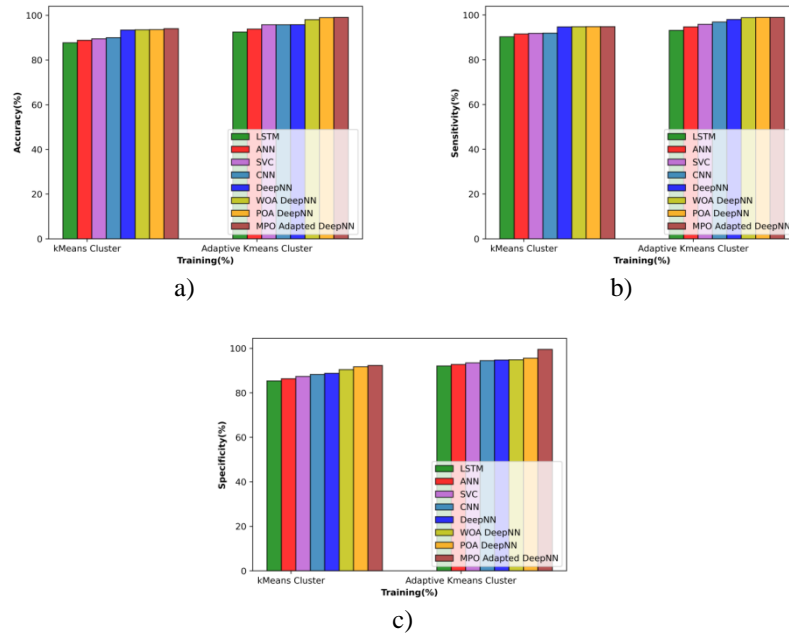 100
80
60
40
20
0
Accuracy(%)
LSTM
ANN
SVC
CNN
DeepNN
WOA DeepNN
POA DeepNN
MPO Adapted DeepNN
kMeans Cluster
Adaptive Kmeans Cluster
Training(%)
a)
100
80
60
40
20
0
Sensitivity(%)
LSTM
ANN
SVC
CNN
DeepNN
WOA DeepNN
POA DeepNN
MPO Adapted DeepNN
kMeans Cluster
Adaptive Kmeans Cluster
Training(%)
b)
100
80
60
40
20
0
Specificity(%)
LSTM
ANN
SVC
CNN
DeepNN
WOA DeepNN
POA DeepNN
MPO Adapted DeepNN
kMeans Cluster
Adaptive Kmeans Cluster
Training(%)
c)